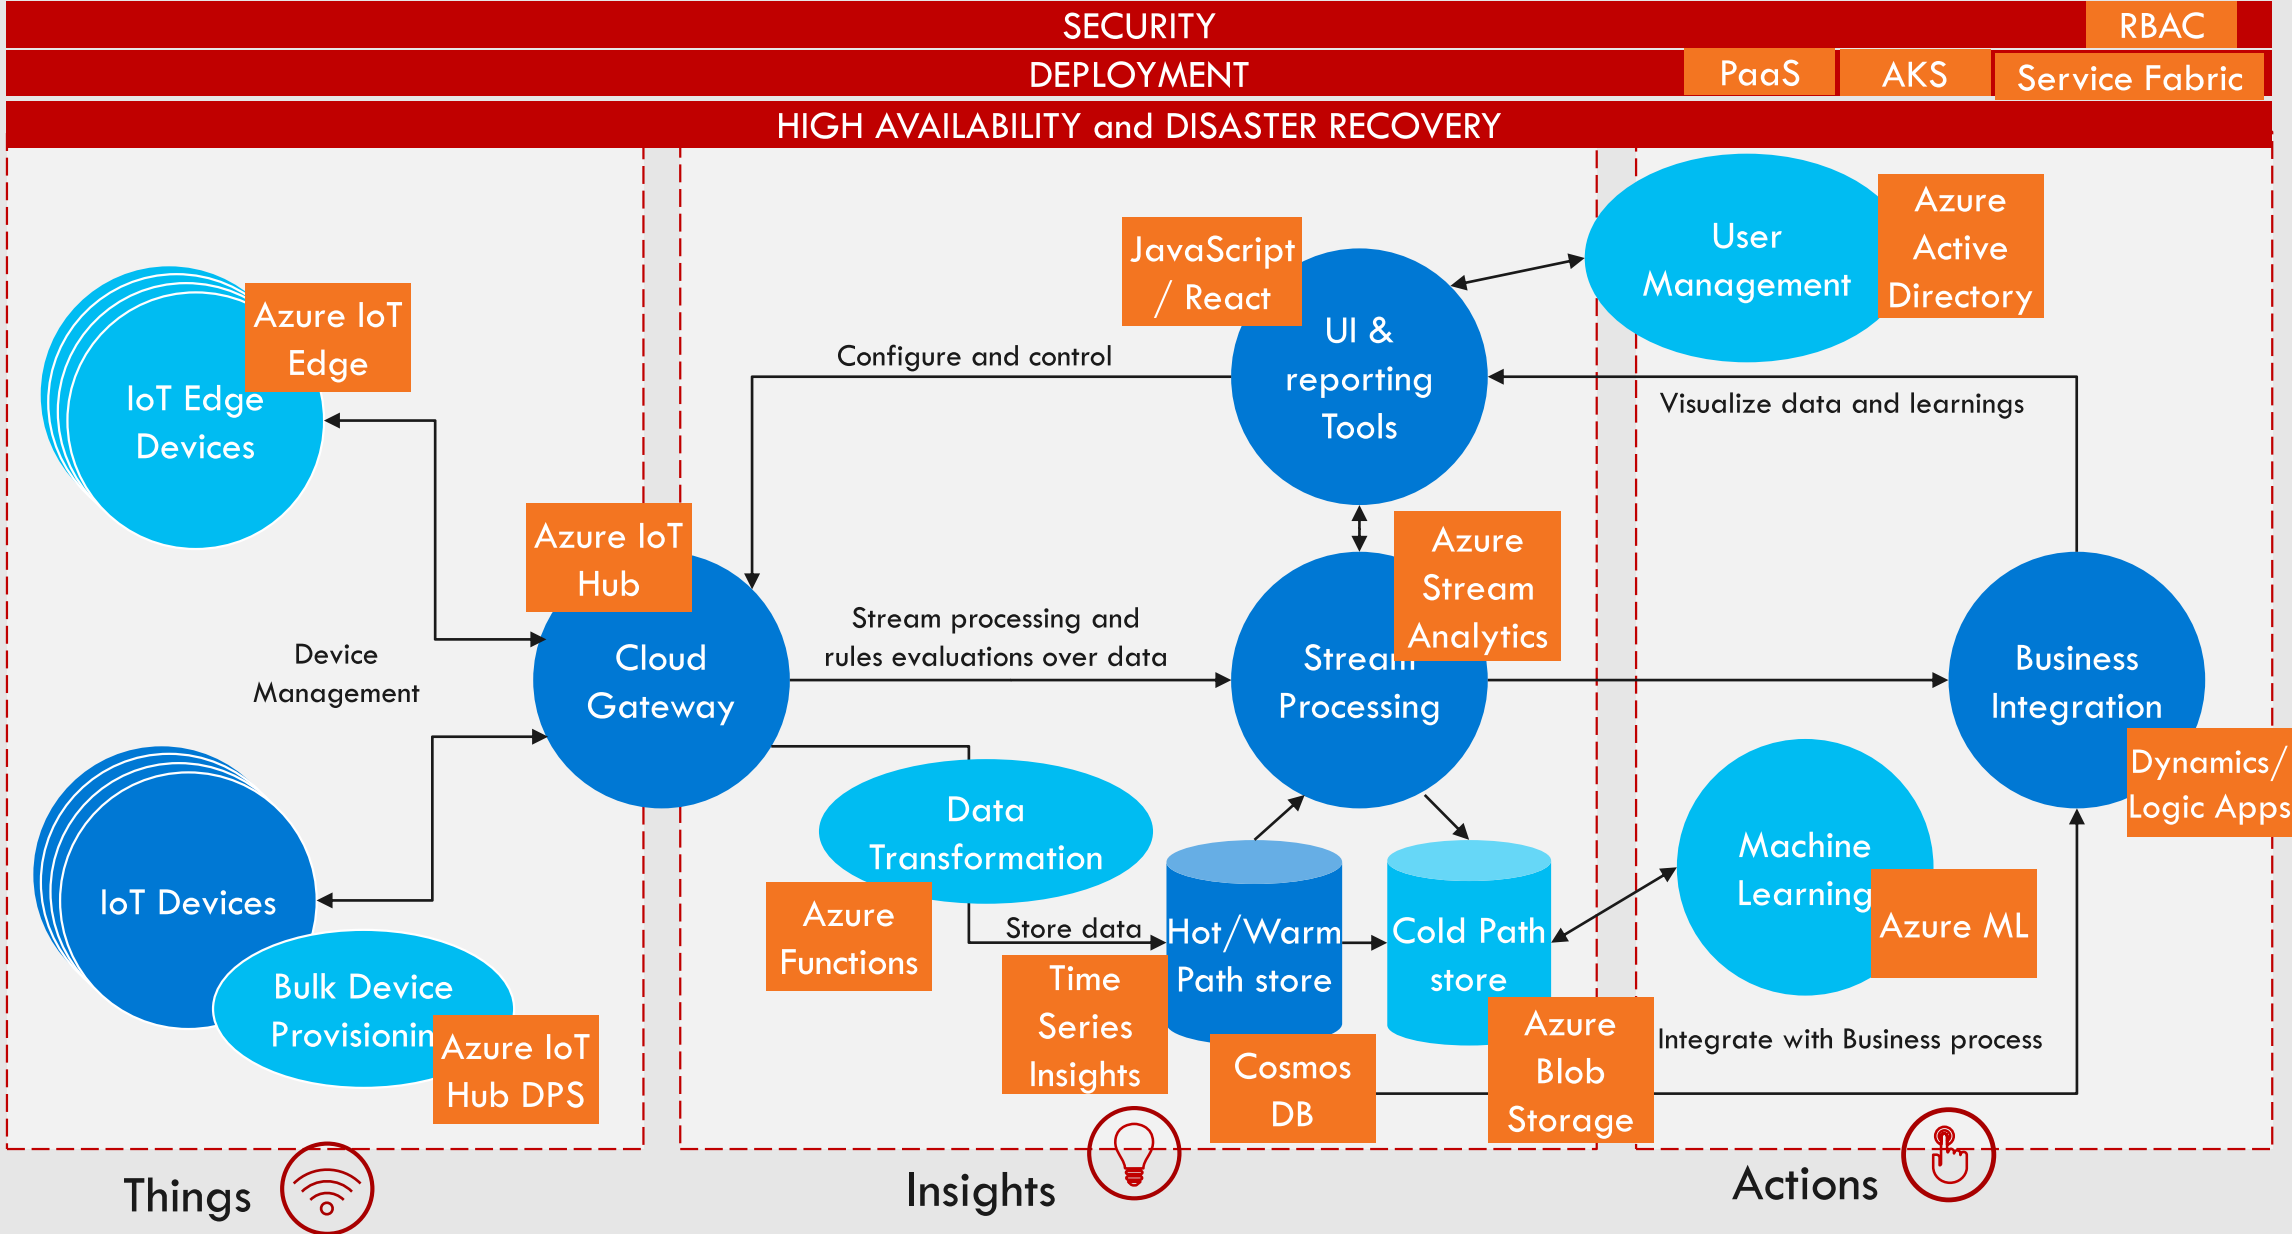 SECURITY
RBAC
DEPLOYMENT
PaaS
AKS
Service Fabric
HIGH AVAILABILITY and DISASTER RECOVERY
User
Management
Azure
Active
Directory
JavaScript
/ React
UI &
reporting
Tools
Azure IoT
Edge
IoT Edge
Devices
Configure and control
Visualize data and learnings
Azure IoT
Hub
Cloud
Gateway
Azure
Stream
Analytics
Stream
Processing
Stream processing and
rules evaluations over data
Device
Management
Business
Integration
Dynamics/
Logic Apps
Data
Transformation
Azure
Functions
Machine
Learning
Azure ML
IoT Devices
Bulk Device
Provisionin
Azure IoT
Hub DPS
Store data
Hot/Warm
Path store
Cold Path
store
Time
Series
Insights
Cosmos
DB
Azure
Blob
Storage
Integrate with Business process
Things
Insights
Actions